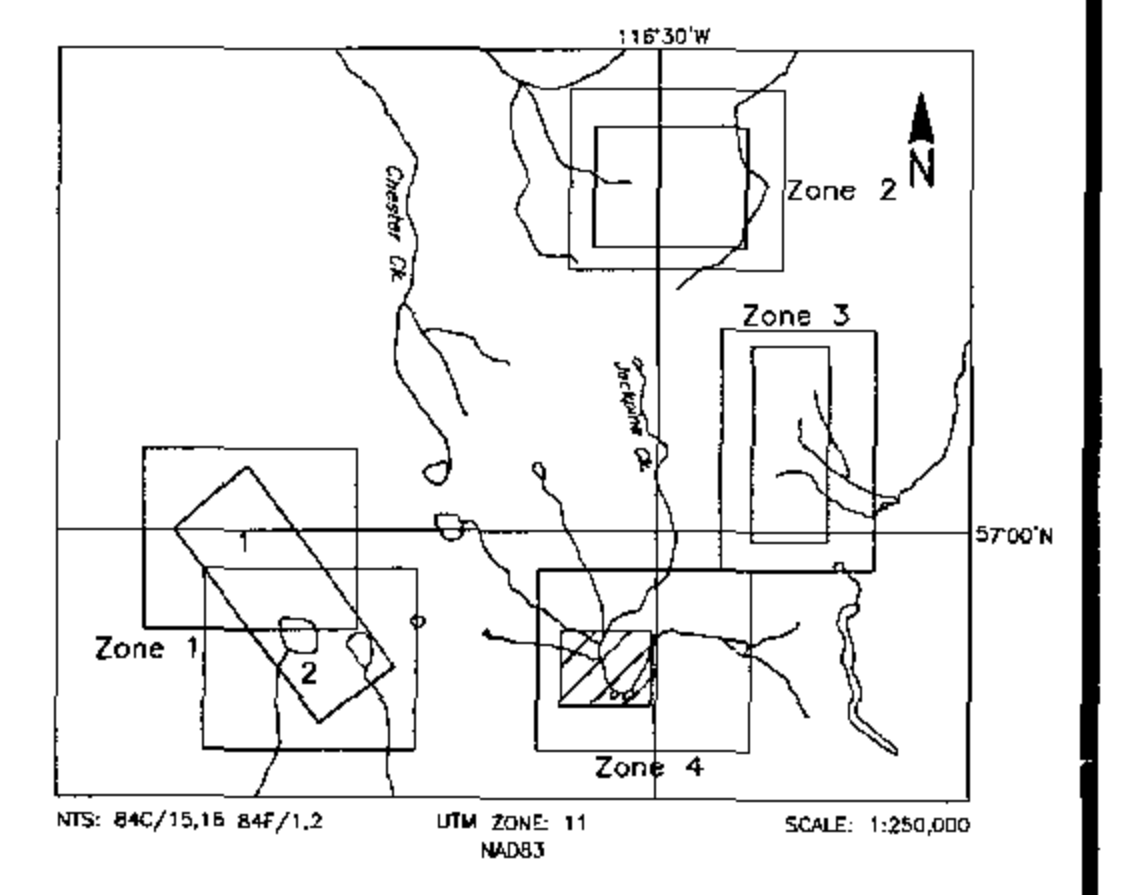 116°30'W
N
Chester Ck.
Zone 2
Zone 3
Jackpine Ck.
57°00'N
1
Zone 1
2
Zone 4
NTS: 84C/15,16 84F/1,2
UTM ZONE: 11
SCALE: 1:250,000
NAD83